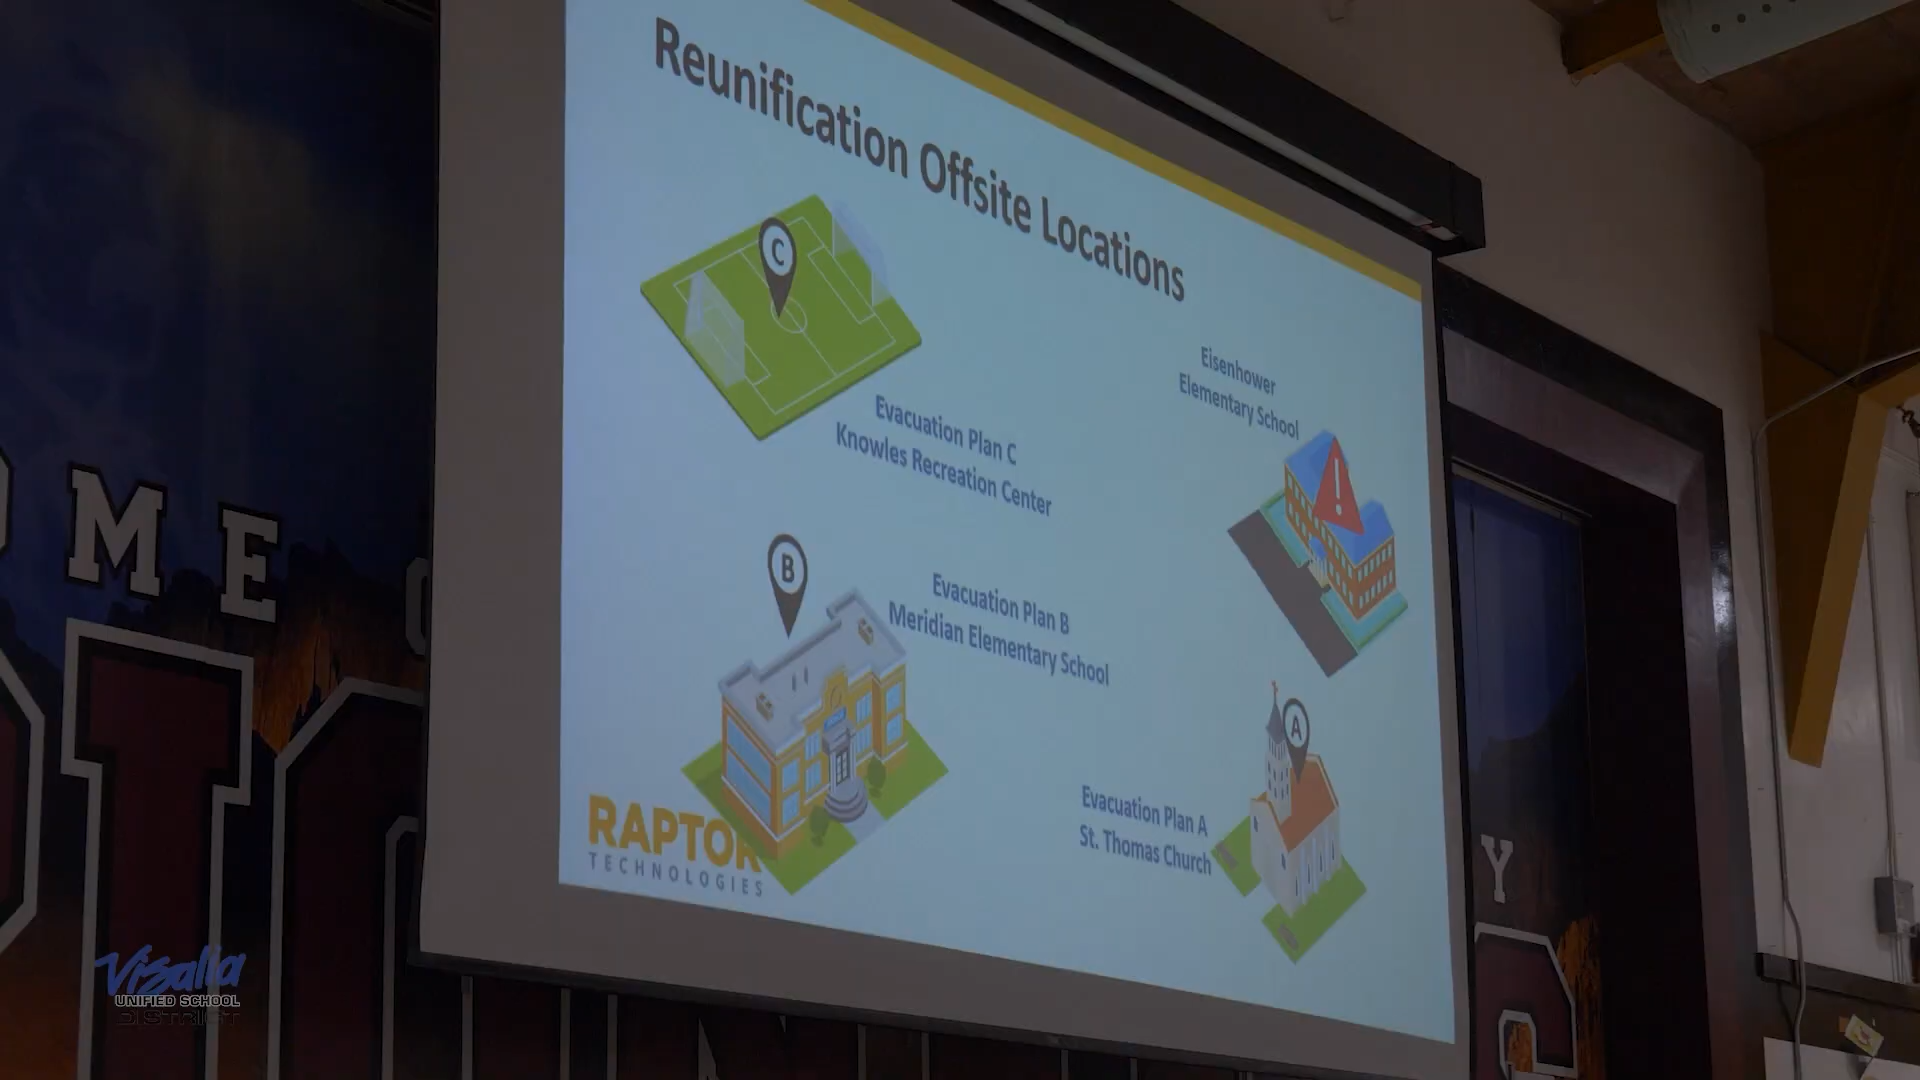 Reunification Offsite Locations
C
Evacuation Plan C
Knowles Recreation Center
Eisenhower
Elementary School
!
B
Evacuation Plan B
Meridian Elementary School
A
Evacuation Plan A
St. Thomas Church
RAPTOR
TECHNOLOGIES
ME
Y
Visalia
UNIFIED SCHOOL
DISTRICT